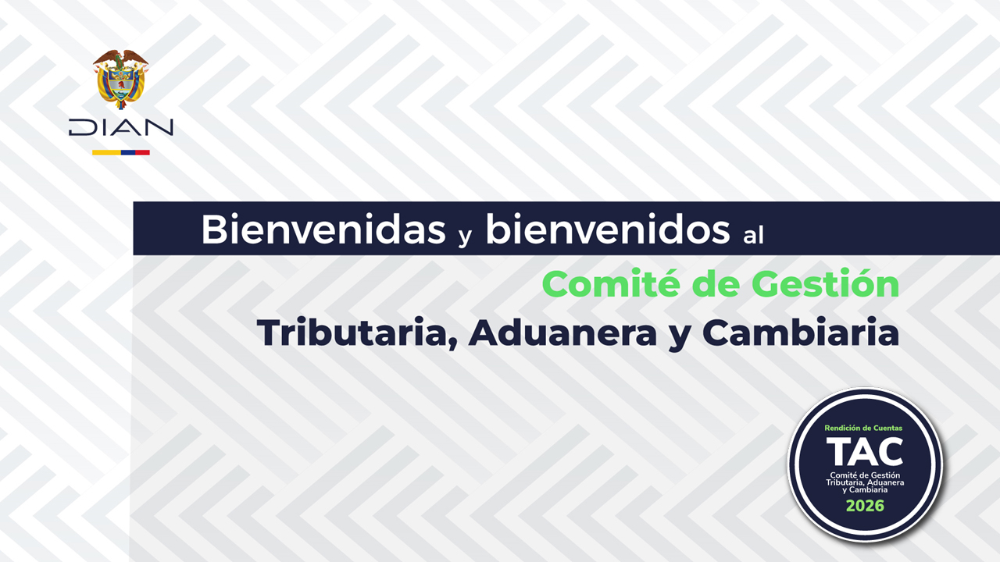 DIAN
Bienvenidas y bienvenidos al
Comité de Gestión
Tributaria, Aduanera y Cambiaria
Rendición de Cuentas
TAC
Comité de Gestión
Tributaria, Aduanera
y Cambiaria
2026